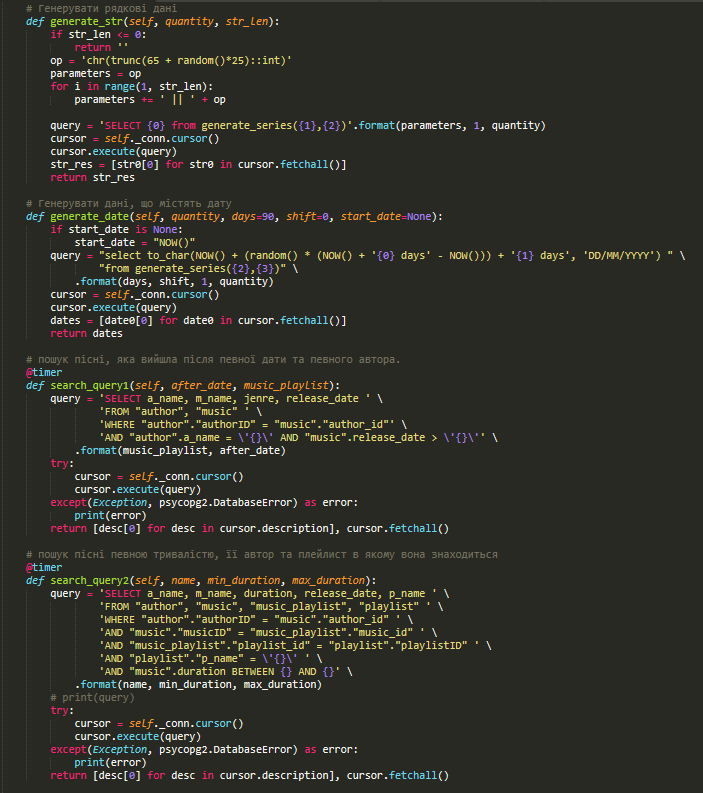 # Генерувати рядкові дані
def generate_str(self, quantity, str_len):
    if str_len <= 0:
        return ''
    op = 'chr(trunc(65 + random()*25)::int)'
    parameters = op
    for i in range(1, str_len):
        parameters += ' || ' + op

    query = 'SELECT {0} from generate_series({1},{2})'.format(parameters, 1, quantity)
    cursor = self._conn.cursor()
    cursor.execute(query)
    str_res = [str0[0] for str0 in cursor.fetchall()]
    return str_res

# Генерувати дані, що містять дату
def generate_date(self, quantity, days=90, shift=0, start_date=None):
    if start_date is None:
        start_date = "NOW()"
    query = "select to_char(NOW() + (random() * (NOW() + '{0} days' - NOW())) + '{1} days', 'DD/MM/YYYY') " \
            "from generate_series({2},{3})" \
        .format(days, shift, 1, quantity)
    cursor = self._conn.cursor()
    cursor.execute(query)
    dates = [date0[0] for date0 in cursor.fetchall()]
    return dates

# пошук пісні, яка вийшла після певної дати та певного автора.
@timer
def search_query1(self, after_date, music_playlist):
    query = 'SELECT a_name, m_name, jenre, release_date ' \
            'FROM "author", "music" ' \
            'WHERE "author"."authorID" = "music"."author_id"' \
            'AND "author".a_name = \'{}\' AND "music".release_date > \'{}\'' \
        .format(music_playlist, after_date)
    try:
        cursor = self._conn.cursor()
        cursor.execute(query)
    except(Exception, psycopg2.DatabaseError) as error:
        print(error)
    return [desc[0] for desc in cursor.description], cursor.fetchall()

# пошук пісні певною тривалістю, її автор та плейлист в якому вона знаходиться
@timer
def search_query2(self, name, min_duration, max_duration):
    query = 'SELECT a_name, m_name, duration, release_date, p_name ' \
            'FROM "author", "music", "music_playlist", "playlist" ' \
            'WHERE "author"."authorID" = "music"."author_id" ' \
            'AND "music"."musicID" = "music_playlist"."music_id" ' \
            'AND "music_playlist"."playlist_id" = "playlist"."playlistID" ' \
            'AND "playlist"."p_name" = \'{}\' ' \
            'AND "music".duration BETWEEN {} AND {}' \
        .format(name, min_duration, max_duration)
    # print(query)
    try:
        cursor = self._conn.cursor()
        cursor.execute(query)
    except(Exception, psycopg2.DatabaseError) as error:
        print(error)
    return [desc[0] for desc in cursor.description], cursor.fetchall()